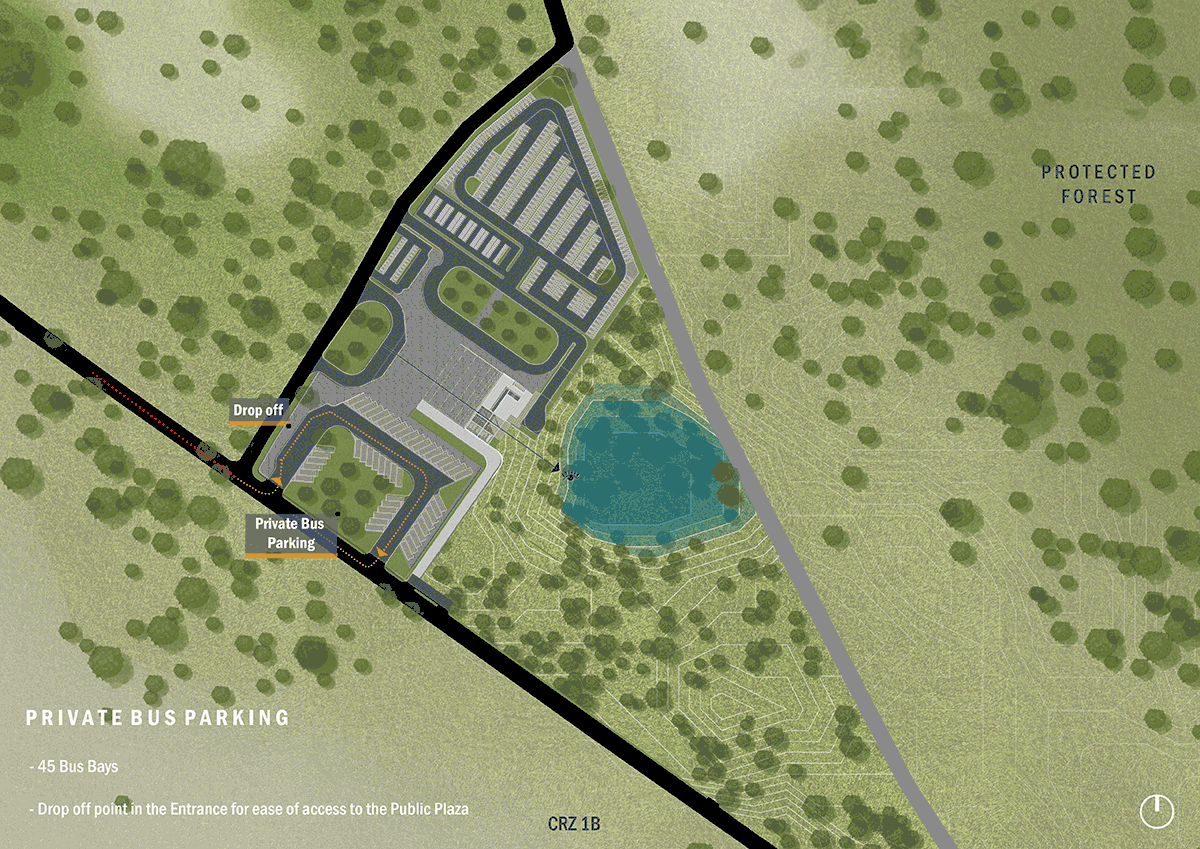 PROTECTED
FOREST
Drop off
Private Bus
Parking
PRIVATE BUS PARKING
- 45 Bus Bays
- Drop off point in the Entrance for ease of access to the Public Plaza
CRZ 1B